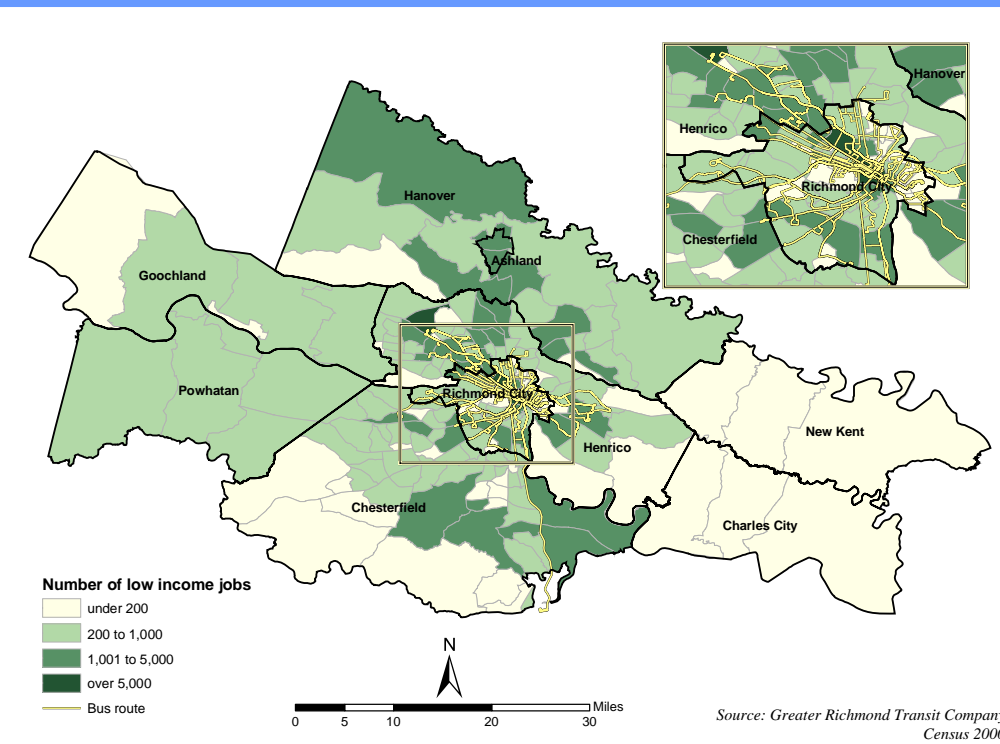 Hanover
Henrico
Richmond City
Chesterfield
Hanover
Ashland
Goochland
Powhatan
Richmond City
New Kent
Henrico
Chesterfield
Charles City
Number of low income jobs
under 200
200 to 1,000
1,001 to 5,000
over 5,000
Bus route
N
Miles
0 5 10 20 30
Source: Greater Richmond Transit Company
Census 2000